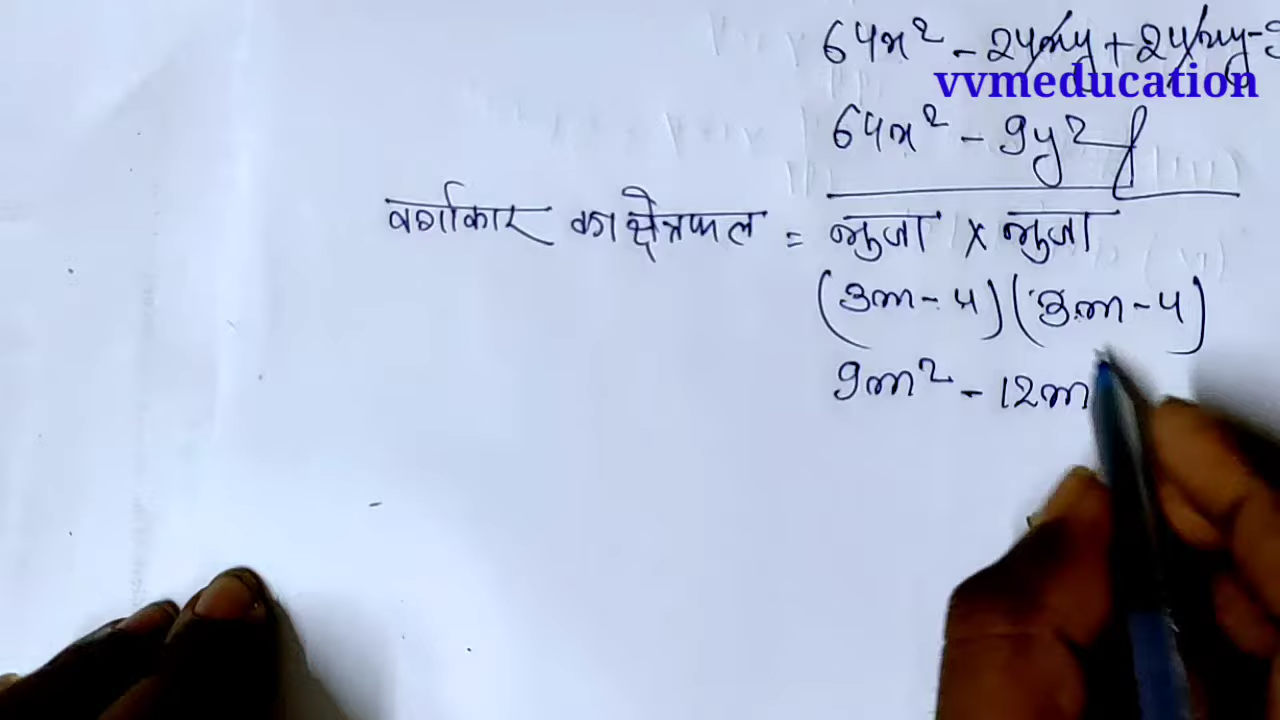 64x² - 24xy + 24xy - 9
vvmeducation
64x² - 9y²
वर्गाकार का क्षेत्रफल = भुजा × भुजा
(3m - 4) (3m - 4)
9m² - 12m